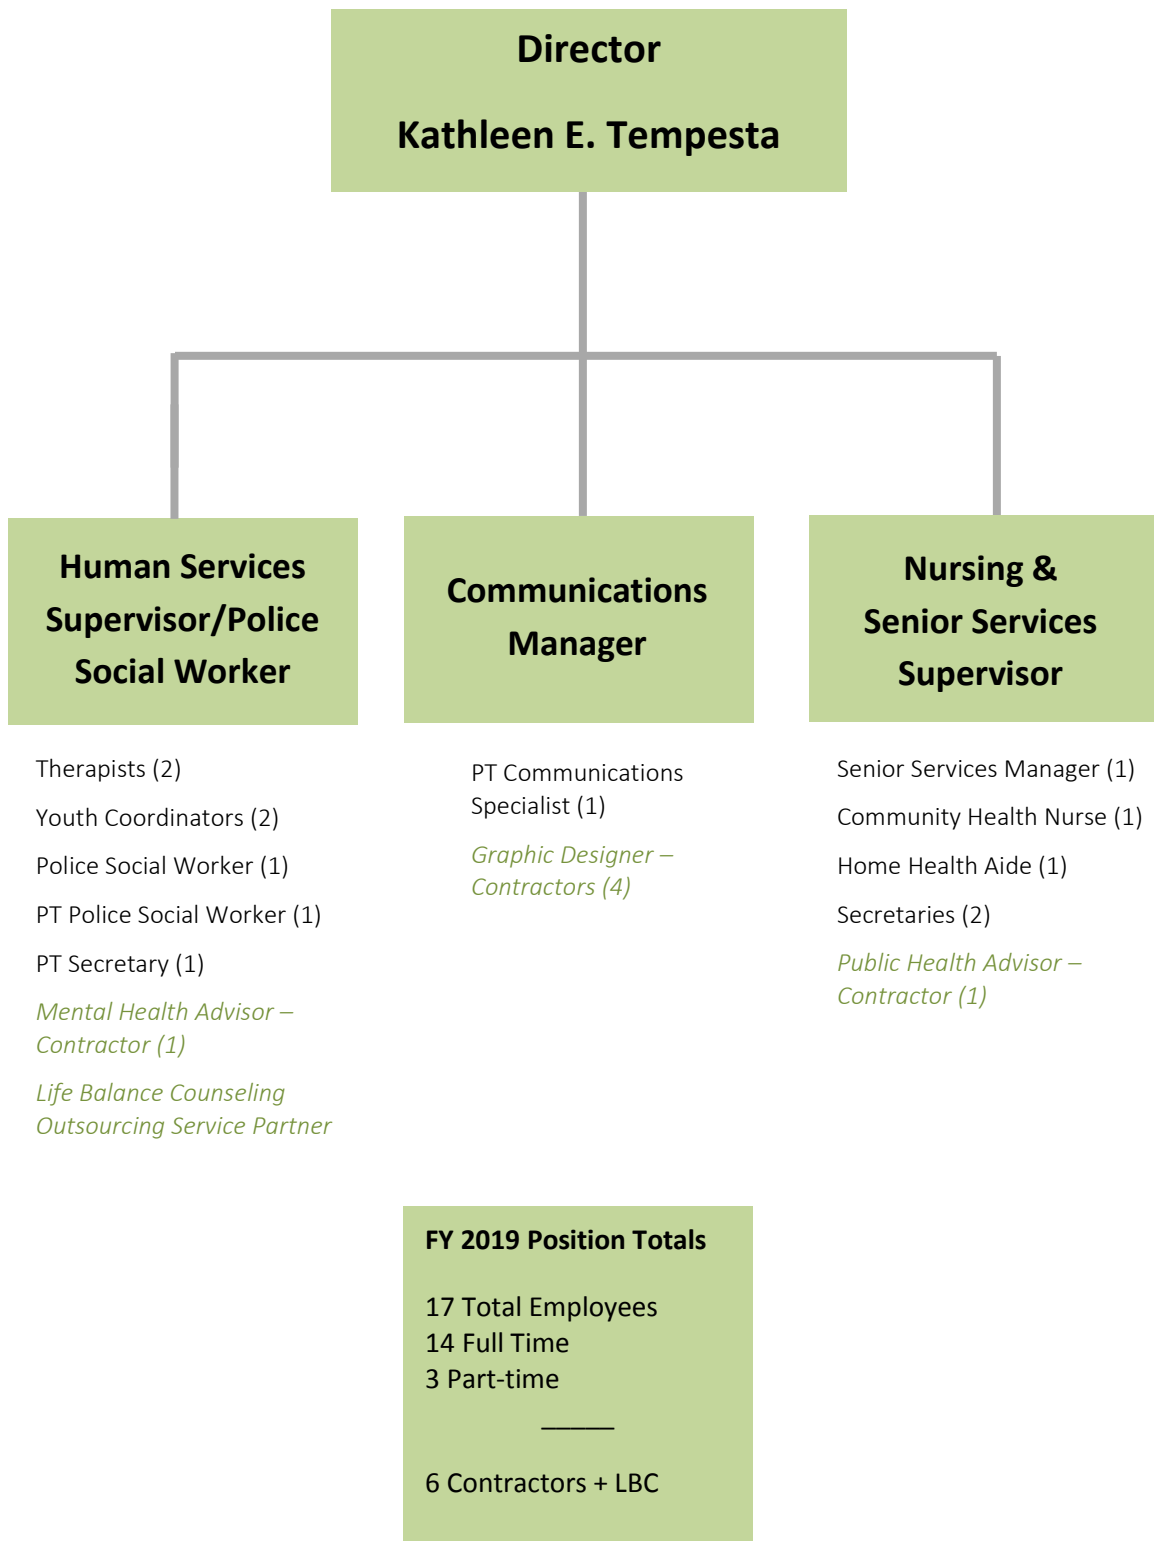 Director
Kathleen E. Tempesta
Human Services
Supervisor/Police
Social Worker
Communications
Manager
Nursing &
Senior Services
Supervisor
Therapists (2)
Youth Coordinators (2)
Police Social Worker (1)
PT Police Social Worker (1)
PT Secretary (1)
Mental Health Advisor –
Contractor (1)
Life Balance Counseling
Outsourcing Service Partner
PT Communications
Specialist (1)
Graphic Designer –
Contractors (4)
Senior Services Manager (1)
Community Health Nurse (1)
Home Health Aide (1)
Secretaries (2)
Public Health Advisor –
Contractor (1)
FY 2019 Position Totals
17 Total Employees
14 Full Time
3 Part-time
_____
6 Contractors + LBC